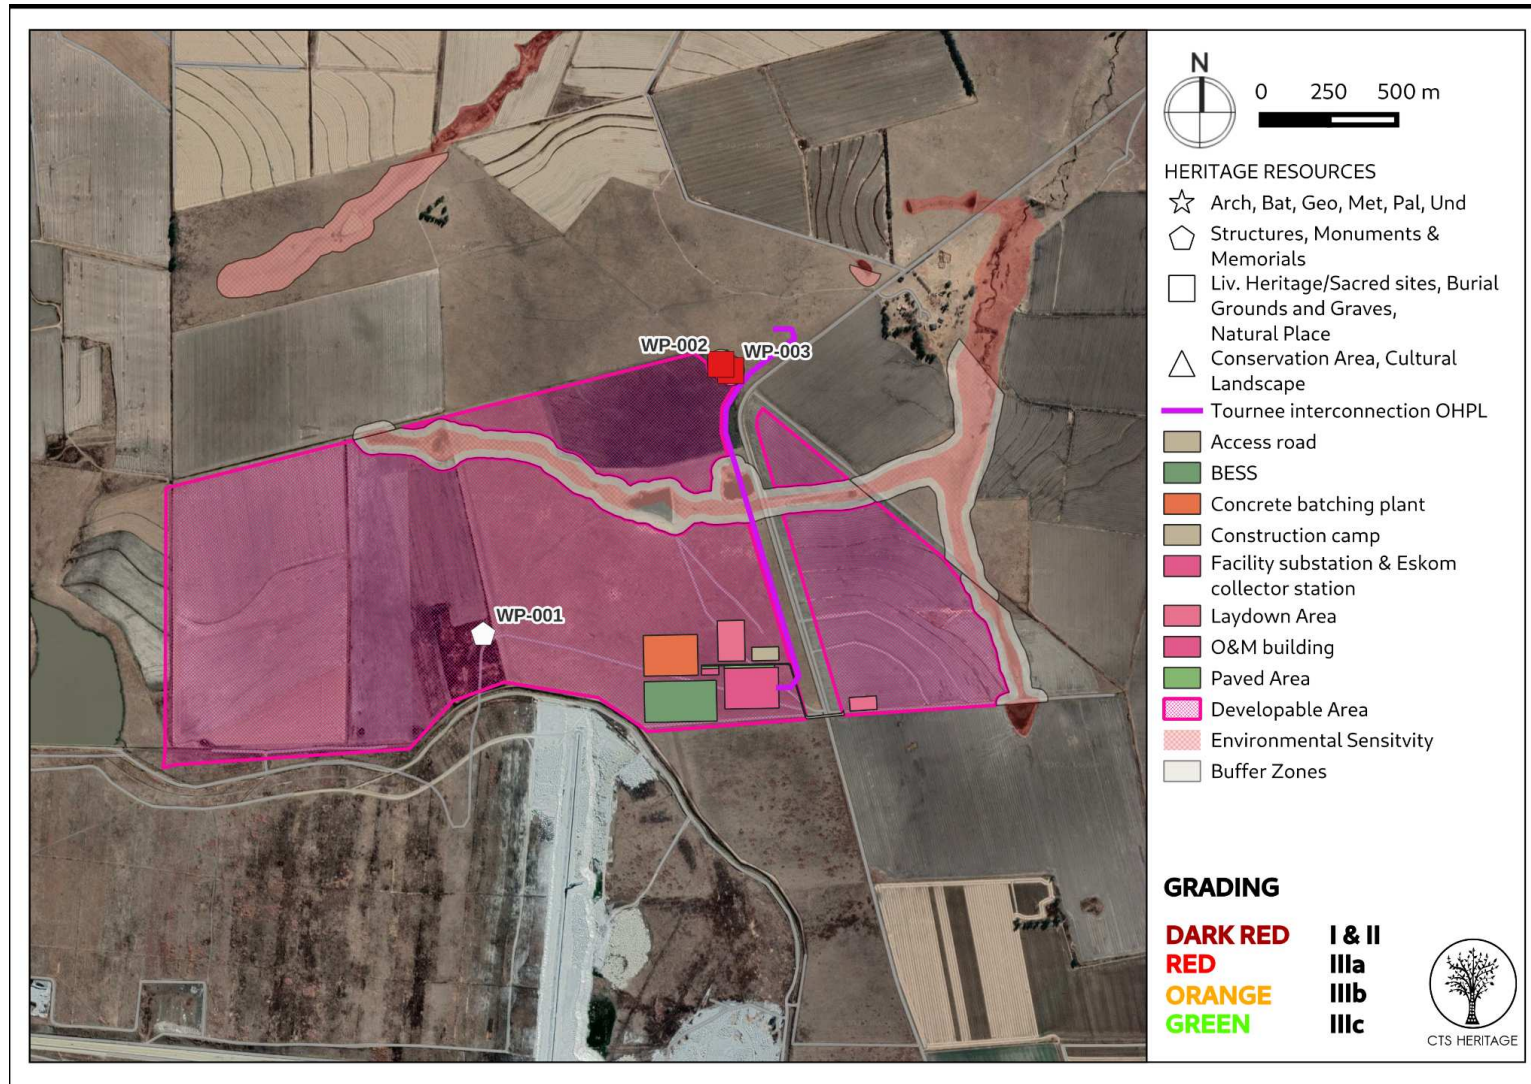 WP-002
WP-003
WP-001
N
0 250 500 m
HERITAGE RESOURCES
Arch, Bat, Geo, Met, Pal, Und
Structures, Monuments &
Memorials
Liv. Heritage/Sacred sites, Burial
Grounds and Graves,
Natural Place
Conservation Area, Cultural
Landscape
Tournee interconnection OHPL
Access road
BESS
Concrete batching plant
Construction camp
Facility substation & Eskom
collector station
Laydown Area
O&M building
Paved Area
Developable Area
Environmental Sensitvity
Buffer Zones
GRADING
DARK RED I & II
RED IIIa
ORANGE IIIb
GREEN IIIc
CTS HERITAGE